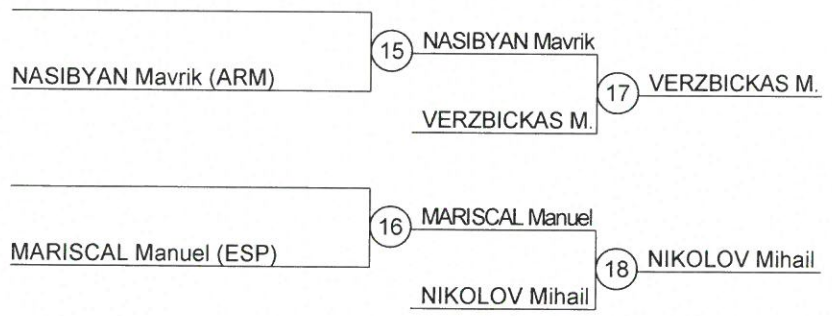 15 NASIBYAN Mavrik
NASIBYAN Mavrik (ARM)
17 VERZBICKAS M.
VERZBICKAS M.
16 MARISCAL Manuel
MARISCAL Manuel (ESP)
18 NIKOLOV Mihail
NIKOLOV Mihail